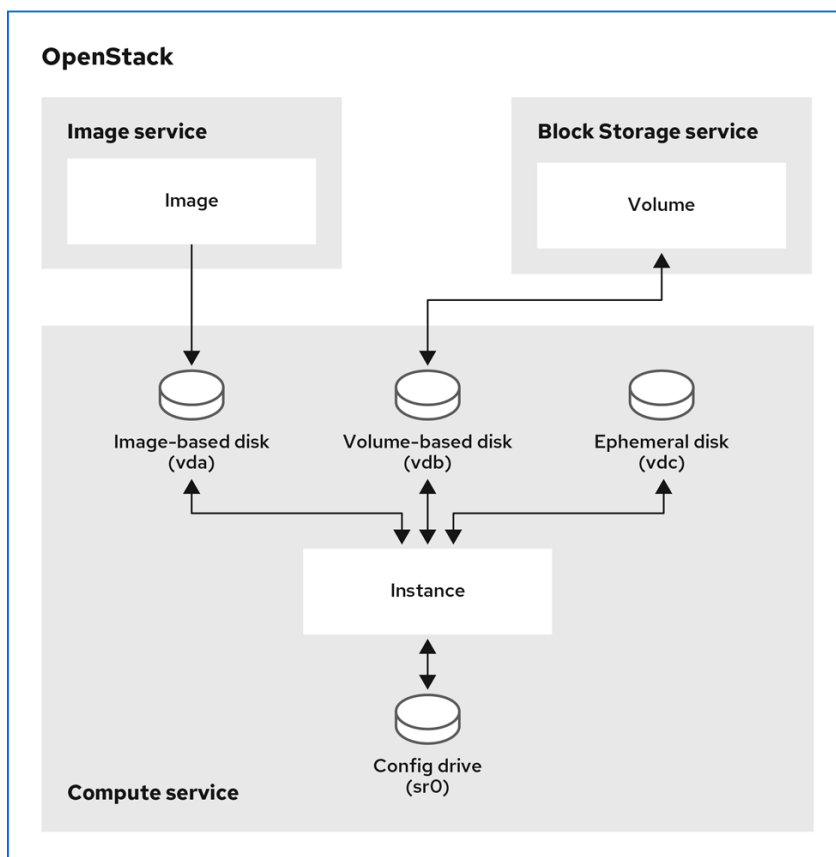 OpenStack
Image service
Image
Block Storage service
Volume
Image-based disk
(vda)
Volume-based disk
(vdb)
Ephemeral disk
(vdc)
Instance
Config drive
(sr0)
Compute service